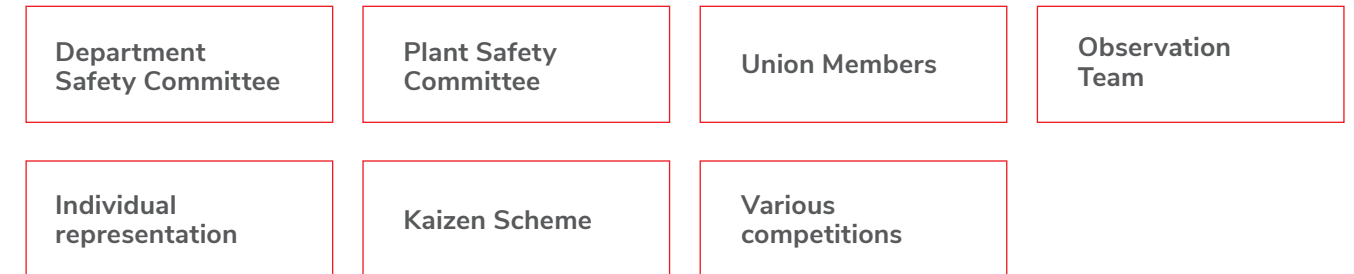 Department
Safety Committee
Plant Safety
Committee
Union Members
Observation
Team
Individual
representation
Kaizen Scheme
Various
competitions